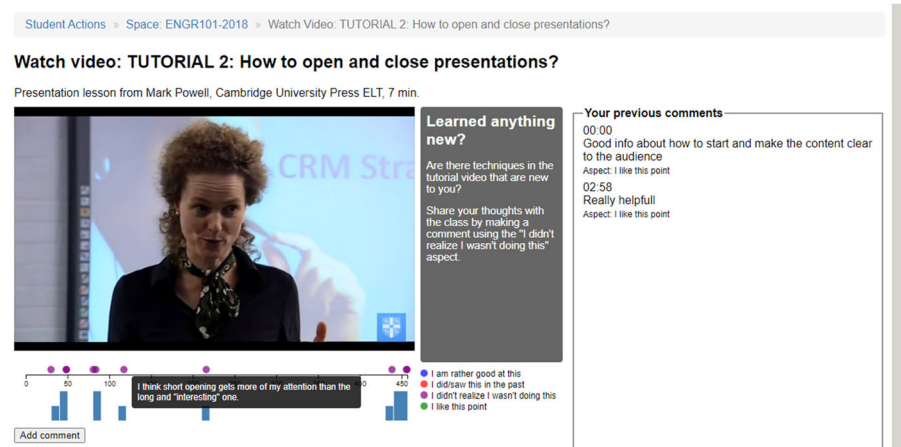 Student Actions » Space: ENGR101-2018 » Watch Video: TUTORIAL 2: How to open and close presentations?
Watch video: TUTORIAL 2: How to open and close presentations?
Presentation lesson from Mark Powell, Cambridge University Press ELT, 7 min.
CRM Stra
Learned anything
new?
Are there techniques in the
tutorial video that are new
to you?
Share your thoughts with
the class by making a
comment using the "I didn't
realize I wasn't doing this"
aspect.
Your previous comments
00:00
Good info about how to start and make the content clear
to the audience
Aspect: I like this point
02:58
Really helpfull
Aspect: I like this point
0 50 100 400 450
I think short opening gets more of my attention than the
long and "interesting" one.
I am rather good at this
I did/saw this in the past
I didn't realize I wasn't doing this
I like this point
Add comment